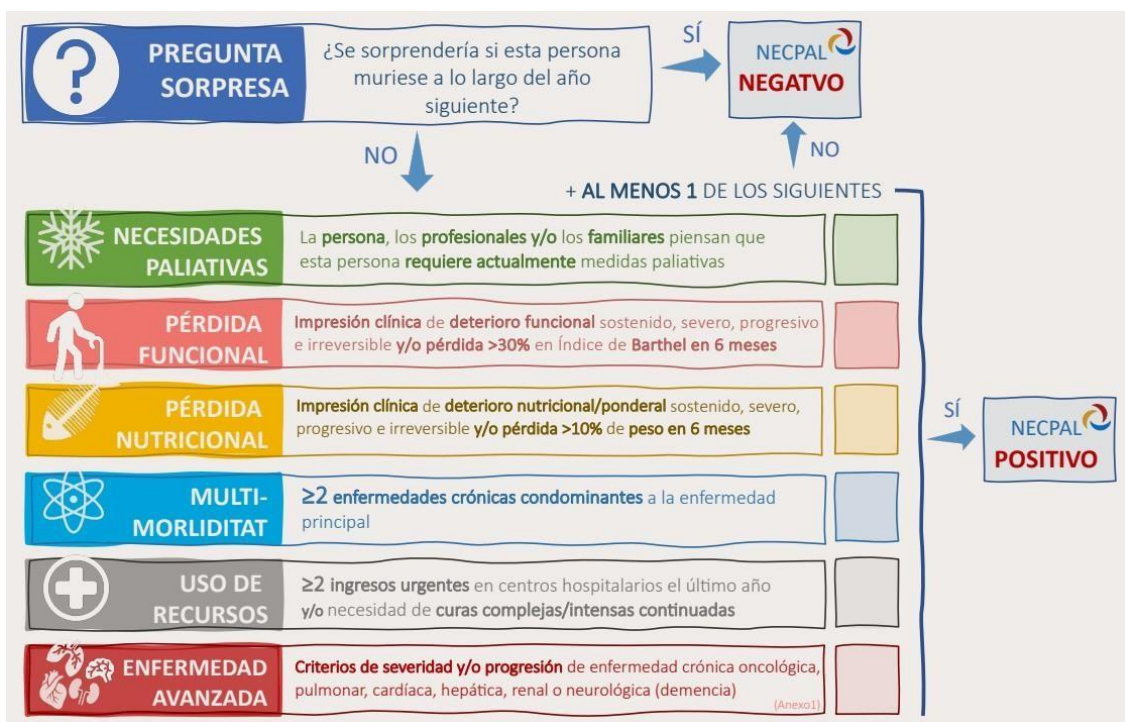 PREGUNTA
SORPRESA
¿Se sorprendería si esta persona
muriese a lo largo del año
siguiente?
SÍ
NECPAL
NEGATVO
NO
NO
+ AL MENOS 1 DE LOS SIGUIENTES
NECESIDADES
PALIATIVAS
La persona, los profesionales y/o los familiares piensan que
esta persona requiere actualmente medidas paliativas
PÉRDIDA
FUNCIONAL
Impresión clínica de deterioro funcional sostenido, severo, progresivo
e irreversible y/o pérdida >30% en Índice de Barthel en 6 meses
PÉRDIDA
NUTRICIONAL
Impresión clínica de deterioro nutricional/ponderal sostenido, severo,
progresivo e irreversible y/o pérdida >10% de peso en 6 meses
SÍ
NECPAL
POSITIVO
MULTI-
MORLIDITAT
≥2 enfermedades crónicas condominantes a la enfermedad
principal
USO DE
RECURSOS
≥2 ingresos urgentes en centros hospitalarios el último año
y/o necesidad de curas complejas/intensas continuadas
ENFERMEDAD
AVANZADA
Criterios de severidad y/o progresión de enfermedad crónica oncológica,
pulmonar, cardíaca, hepática, renal o neurológica (demencia)
(Anexo1)